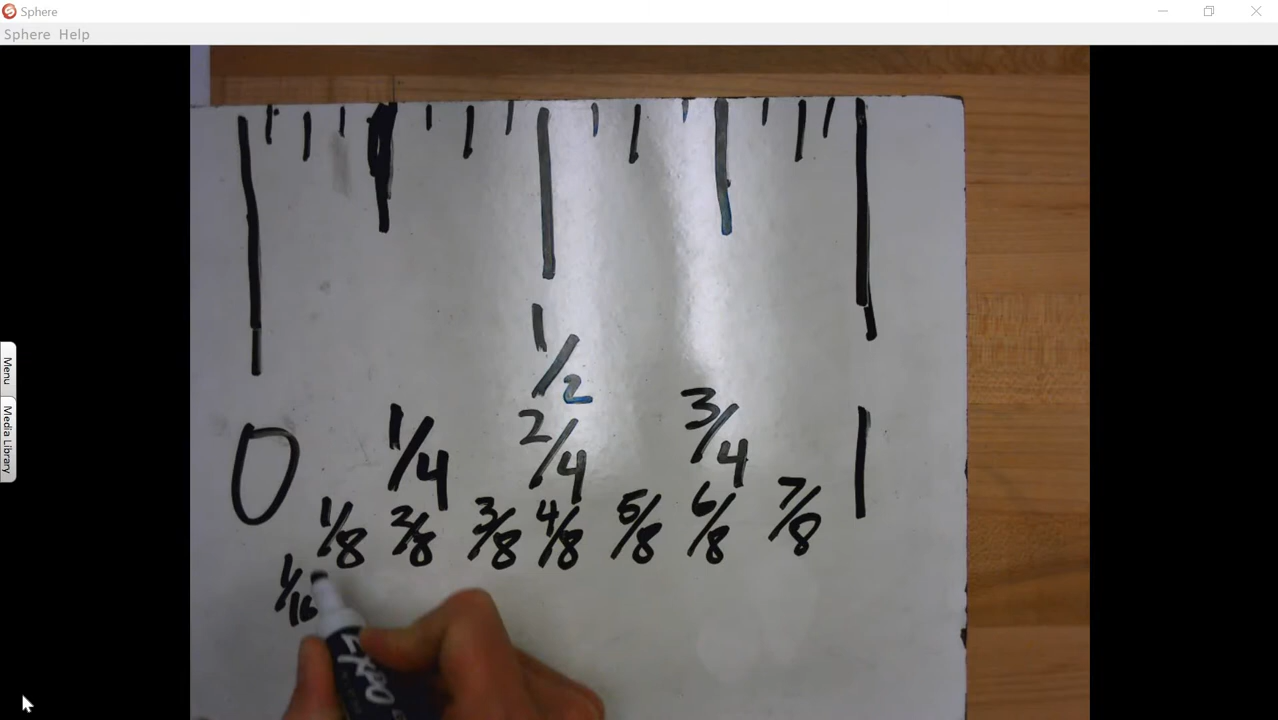 Sphere
Sphere Help
Menu
Media Library
1/2
0 1/4 2/4 3/4 1
1/8 2/8 3/8 4/8 5/8 6/8 7/8
1/16
EXPO